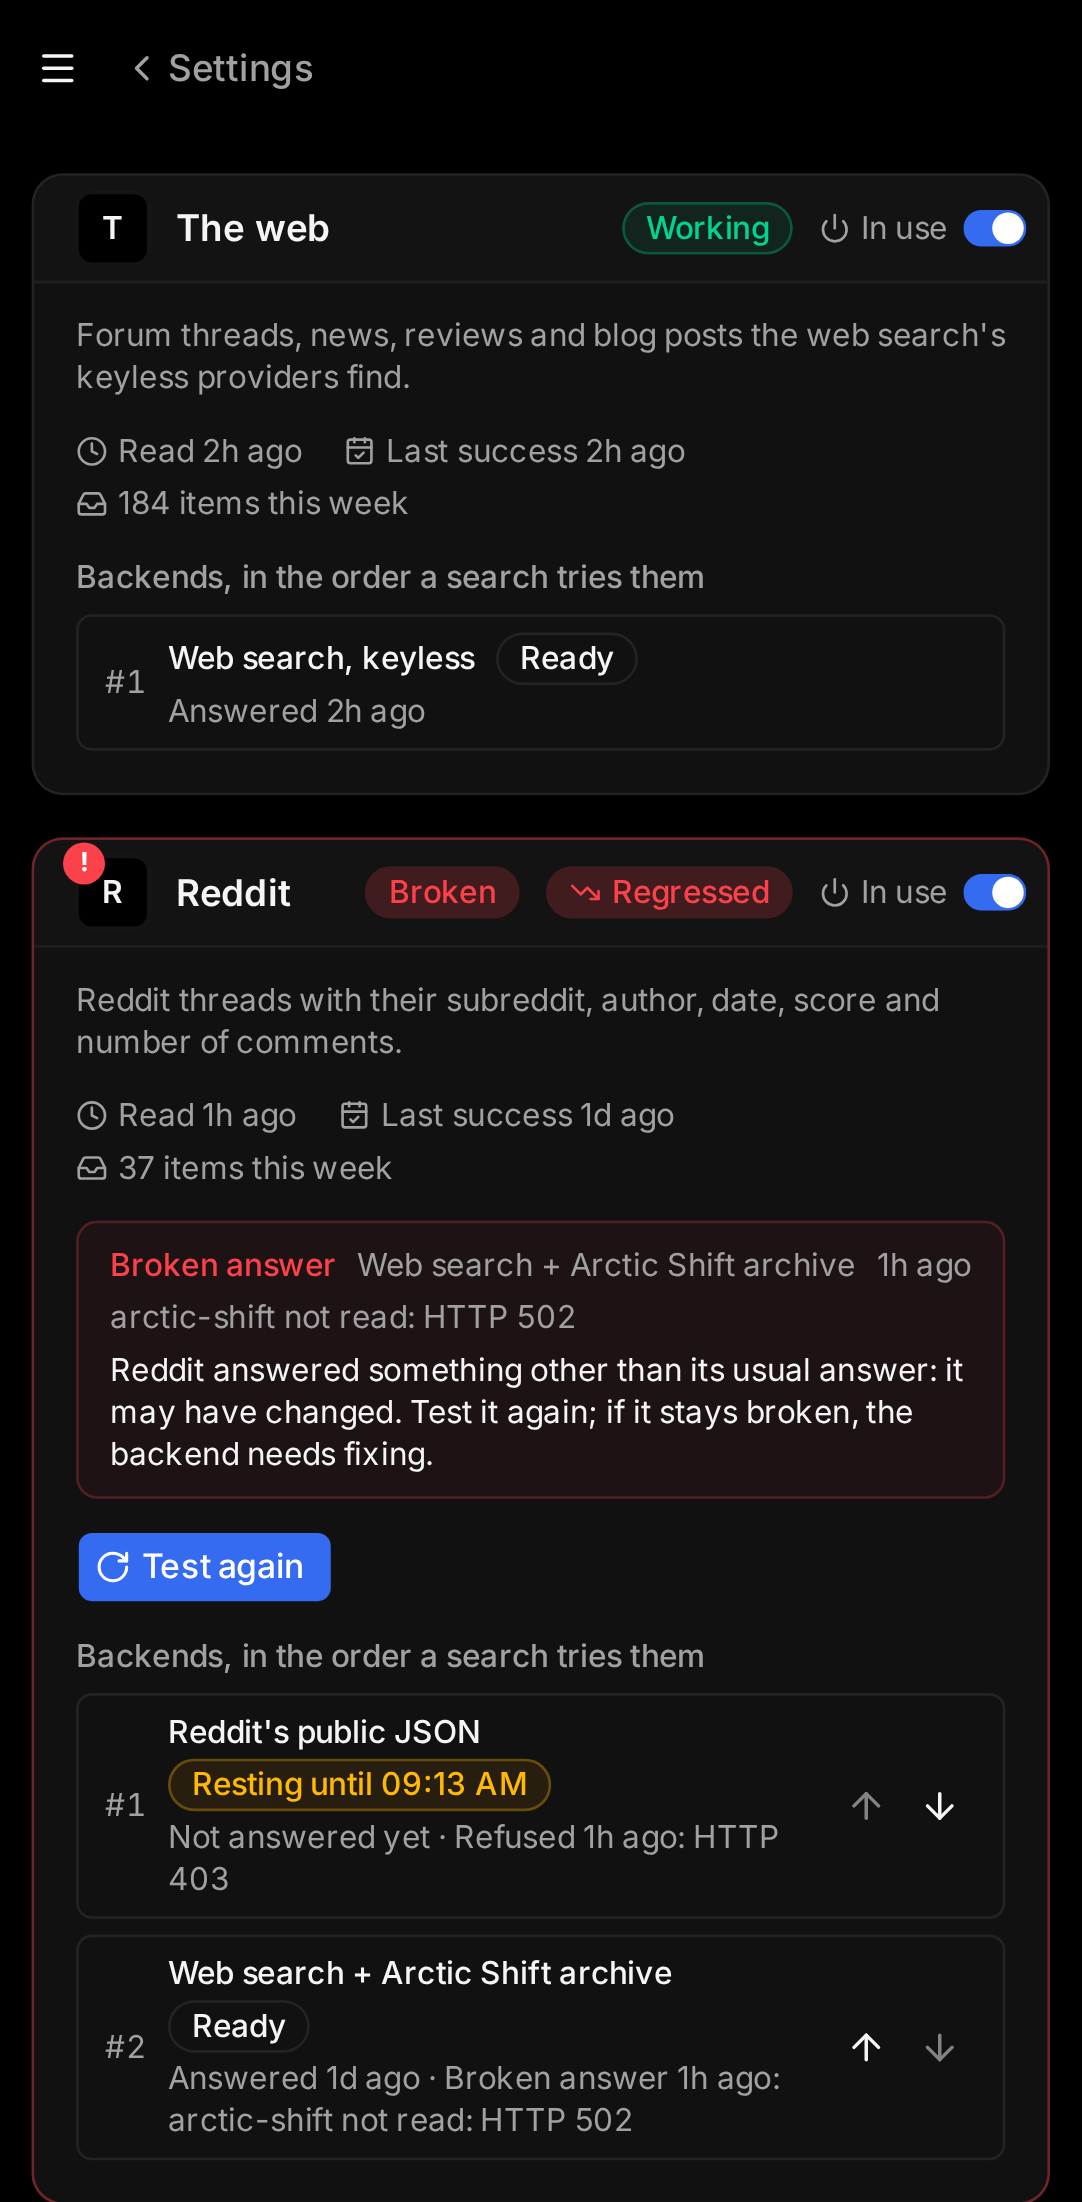 Settings
T The web Working In use
Forum threads, news, reviews and blog posts the web search's
keyless providers find.
Read 2h ago Last success 2h ago
184 items this week
Backends, in the order a search tries them
#1 Web search, keyless Ready
Answered 2h ago
!
R Reddit Broken Regressed In use
Reddit threads with their subreddit, author, date, score and
number of comments.
Read 1h ago Last success 1d ago
37 items this week
Broken answer Web search + Arctic Shift archive 1h ago
arctic-shift not read: HTTP 502
Reddit answered something other than its usual answer: it
may have changed. Test it again; if it stays broken, the
backend needs fixing.
Test again
Backends, in the order a search tries them
#1 Reddit's public JSON
Resting until 09:13 AM
Not answered yet · Refused 1h ago: HTTP
403
#2 Web search + Arctic Shift archive
Ready
Answered 1d ago · Broken answer 1h ago:
arctic-shift not read: HTTP 502